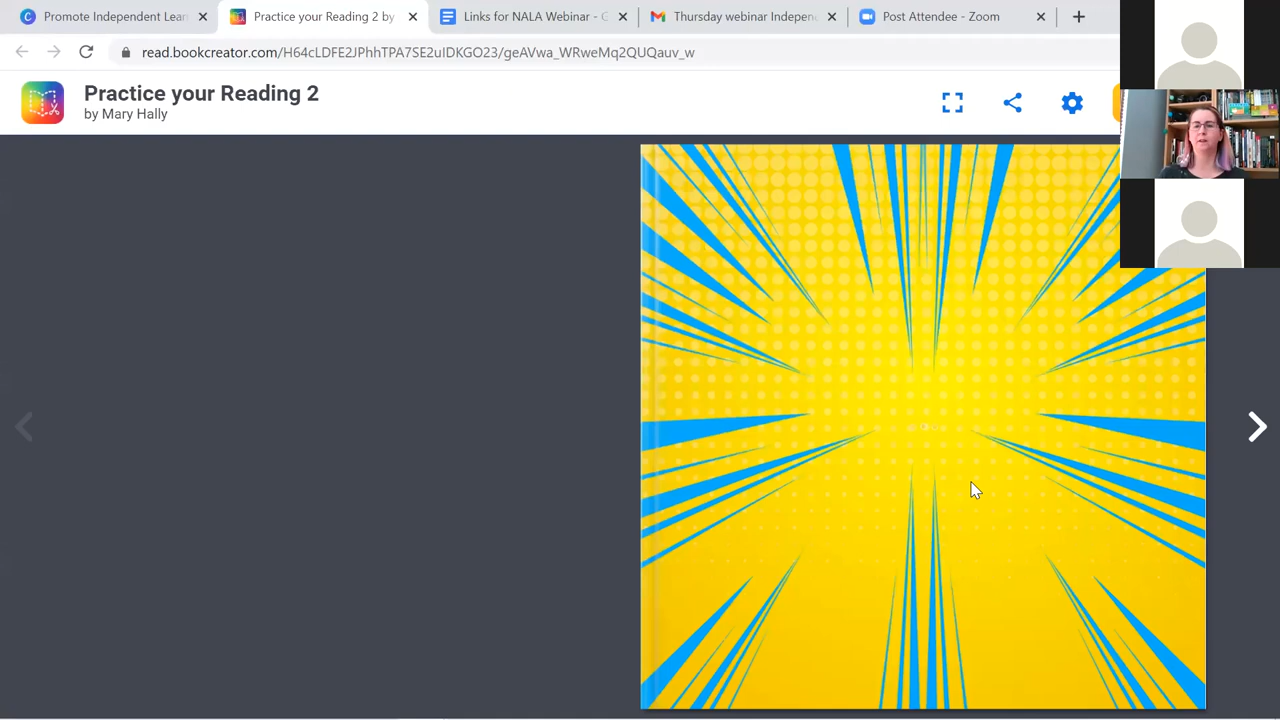 Promote Independent Lear
Practice your Reading 2 by
Links for NALA Webinar - G
Thursday webinar Indepen
Post Attendee - Zoom
read.bookcreator.com/H64cLDFE2JPhhTPA7SE2uIDKGO23/geAVwa_WRweMq2QUQauv_w
Practice your Reading 2
by Mary Hally